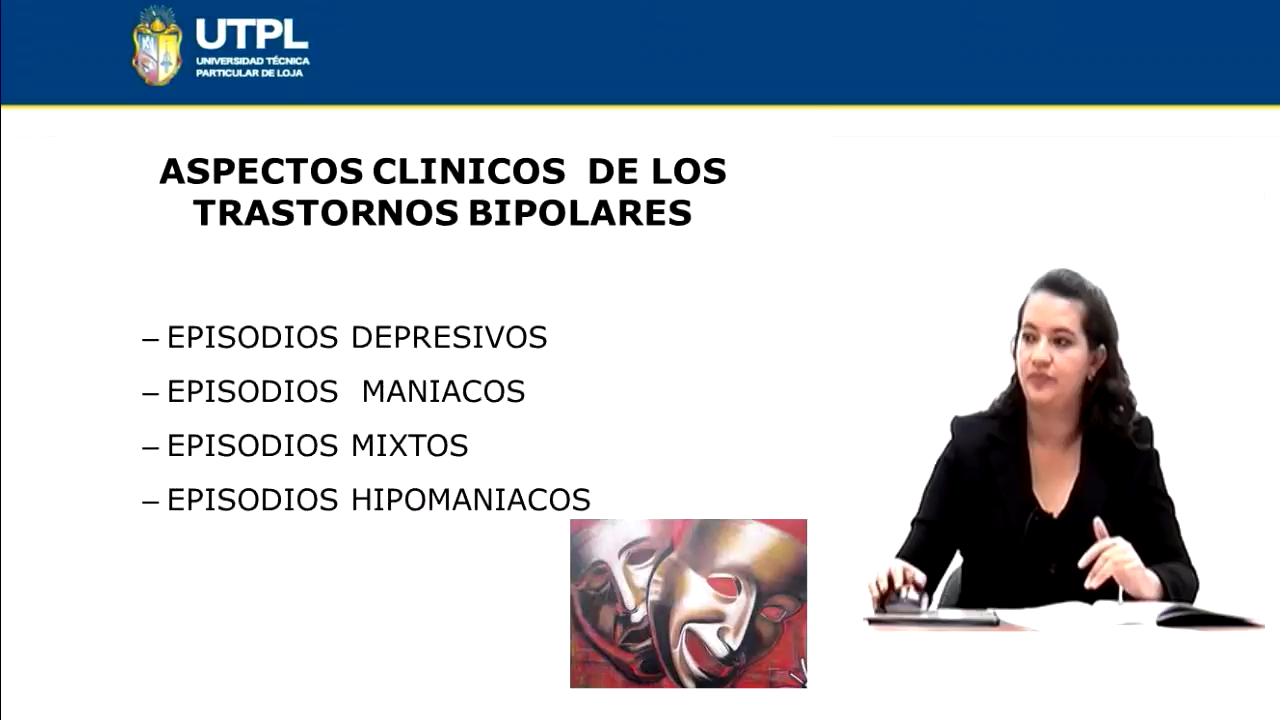 UTPL
UNIVERSIDAD TÉCNICA
PARTICULAR DE LOJA
ASPECTOS CLINICOS DE LOS
TRASTORNOS BIPOLARES
– EPISODIOS DEPRESIVOS
– EPISODIOS MANIACOS
– EPISODIOS MIXTOS
– EPISODIOS HIPOMANIACOS